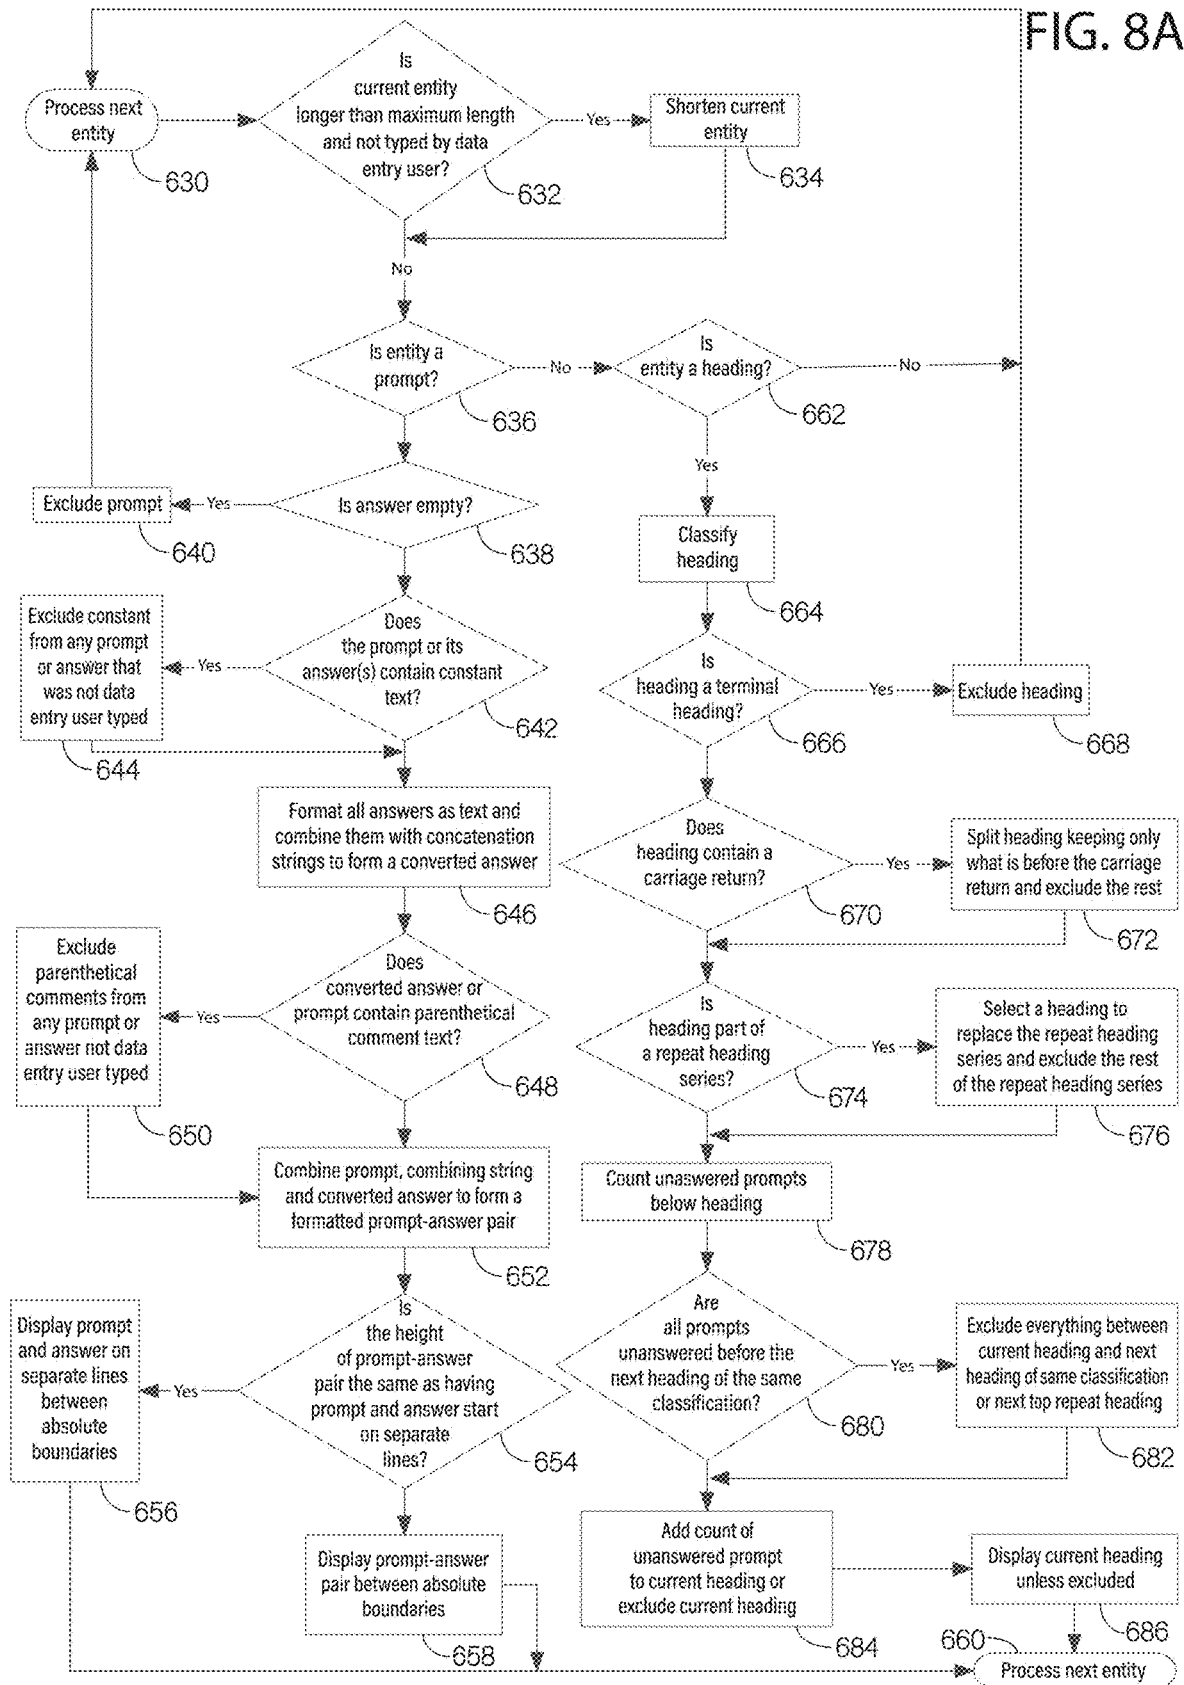 FIG. 8A
Process next
entity
630
Is
current entity
longer than maximum length
and not typed by data
entry user?
632
Yes
Shorten current
entity
634
No
Is entity a
prompt?
636
No
Is
entity a heading?
662
No
Yes
Is answer empty?
638
Yes
Exclude prompt
640
Classify
heading
664
Does
the prompt or its
answer(s) contain constant
text?
642
Yes
Exclude constant
from any prompt
or answer that
was not data
entry user typed
644
Is
heading a terminal
heading?
666
Yes
Exclude heading
668
Format all answers as text and
combine them with concatenation
strings to form a converted answer
646
Does
heading contain a
carriage return?
670
Yes
Split heading keeping only
what is before the carriage
return and exclude the rest
672
Does
converted answer or
prompt contain parenthetical
comment text?
648
Yes
Exclude
parenthetical
comments from
any prompt or
answer not data
entry user typed
650
Is
heading part of
a repeat heading
series?
674
Yes
Select a heading to
replace the repeat heading
series and exclude the rest
of the repeat heading series
676
Combine prompt, combining string
and converted answer to form a
formatted prompt-answer pair
652
Count unanswered prompts
below heading
678
Is
the height
of prompt-answer
pair the same as having
prompt and answer start
on separate
lines?
654
Yes
Display prompt
and answer on
separate lines
between
absolute
boundaries
656
Are
all prompts
unanswered before the
next heading of the same
classification?
680
Yes
Exclude everything between
current heading and next
heading of same classification
or next top repeat heading
682
Display prompt-answer
pair between absolute
boundaries
658
Add count of
unanswered prompt
to current heading or
exclude current heading
684
Display current heading
unless excluded
686
660
Process next entity